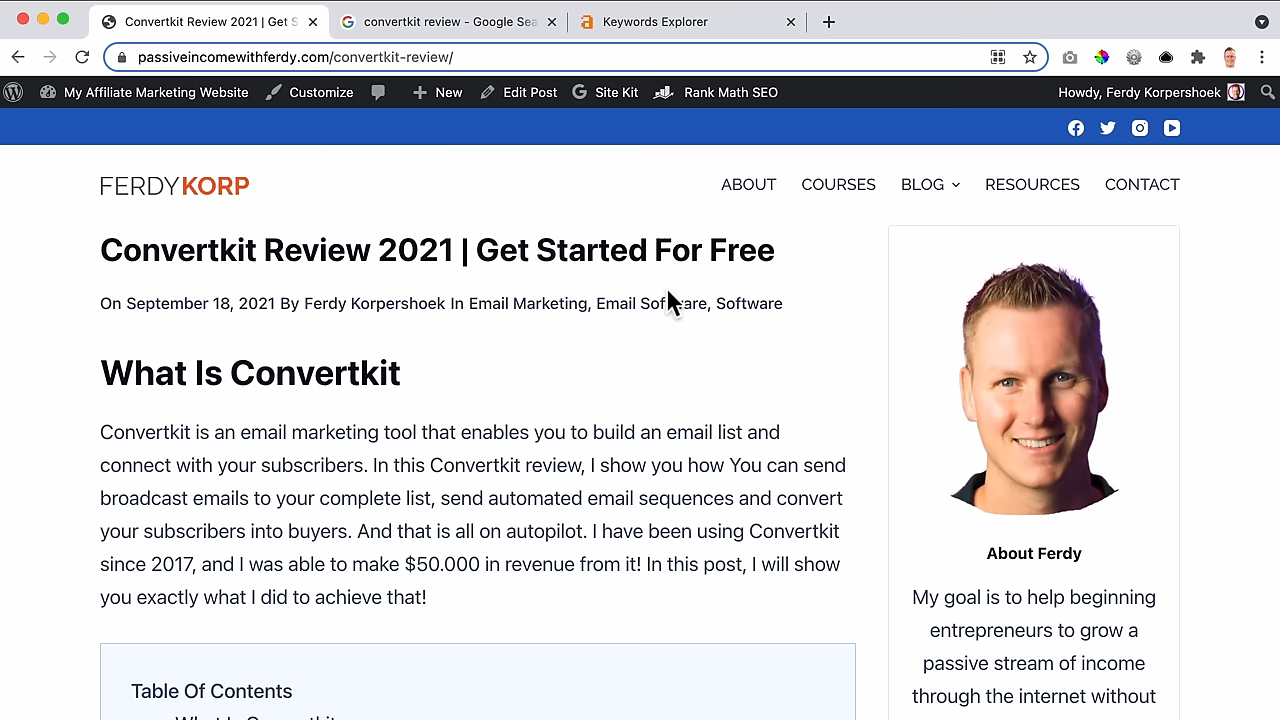 Convertkit Review 2021 | Get S
convertkit review - Google Sea
Keywords Explorer
passiveincomewithferdy.com/convertkit-review/
My Affiliate Marketing Website
Customize
New
Edit Post
Site Kit
Rank Math SEO
Howdy, Ferdy Korpershoek
FERDYKORP
ABOUT
COURSES
BLOG
RESOURCES
CONTACT
Convertkit Review 2021 | Get Started For Free
On September 18, 2021 By Ferdy Korpershoek In Email Marketing, Email Software, Software
What Is Convertkit
Convertkit is an email marketing tool that enables you to build an email list and
connect with your subscribers. In this Convertkit review, I show you how You can send
broadcast emails to your complete list, send automated email sequences and convert
your subscribers into buyers. And that is all on autopilot. I have been using Convertkit
since 2017, and I was able to make $50.000 in revenue from it! In this post, I will show
you exactly what I did to achieve that!
Table Of Contents
What Is Convertkit
About Ferdy
My goal is to help beginning
entrepreneurs to grow a
passive stream of income
through the internet without